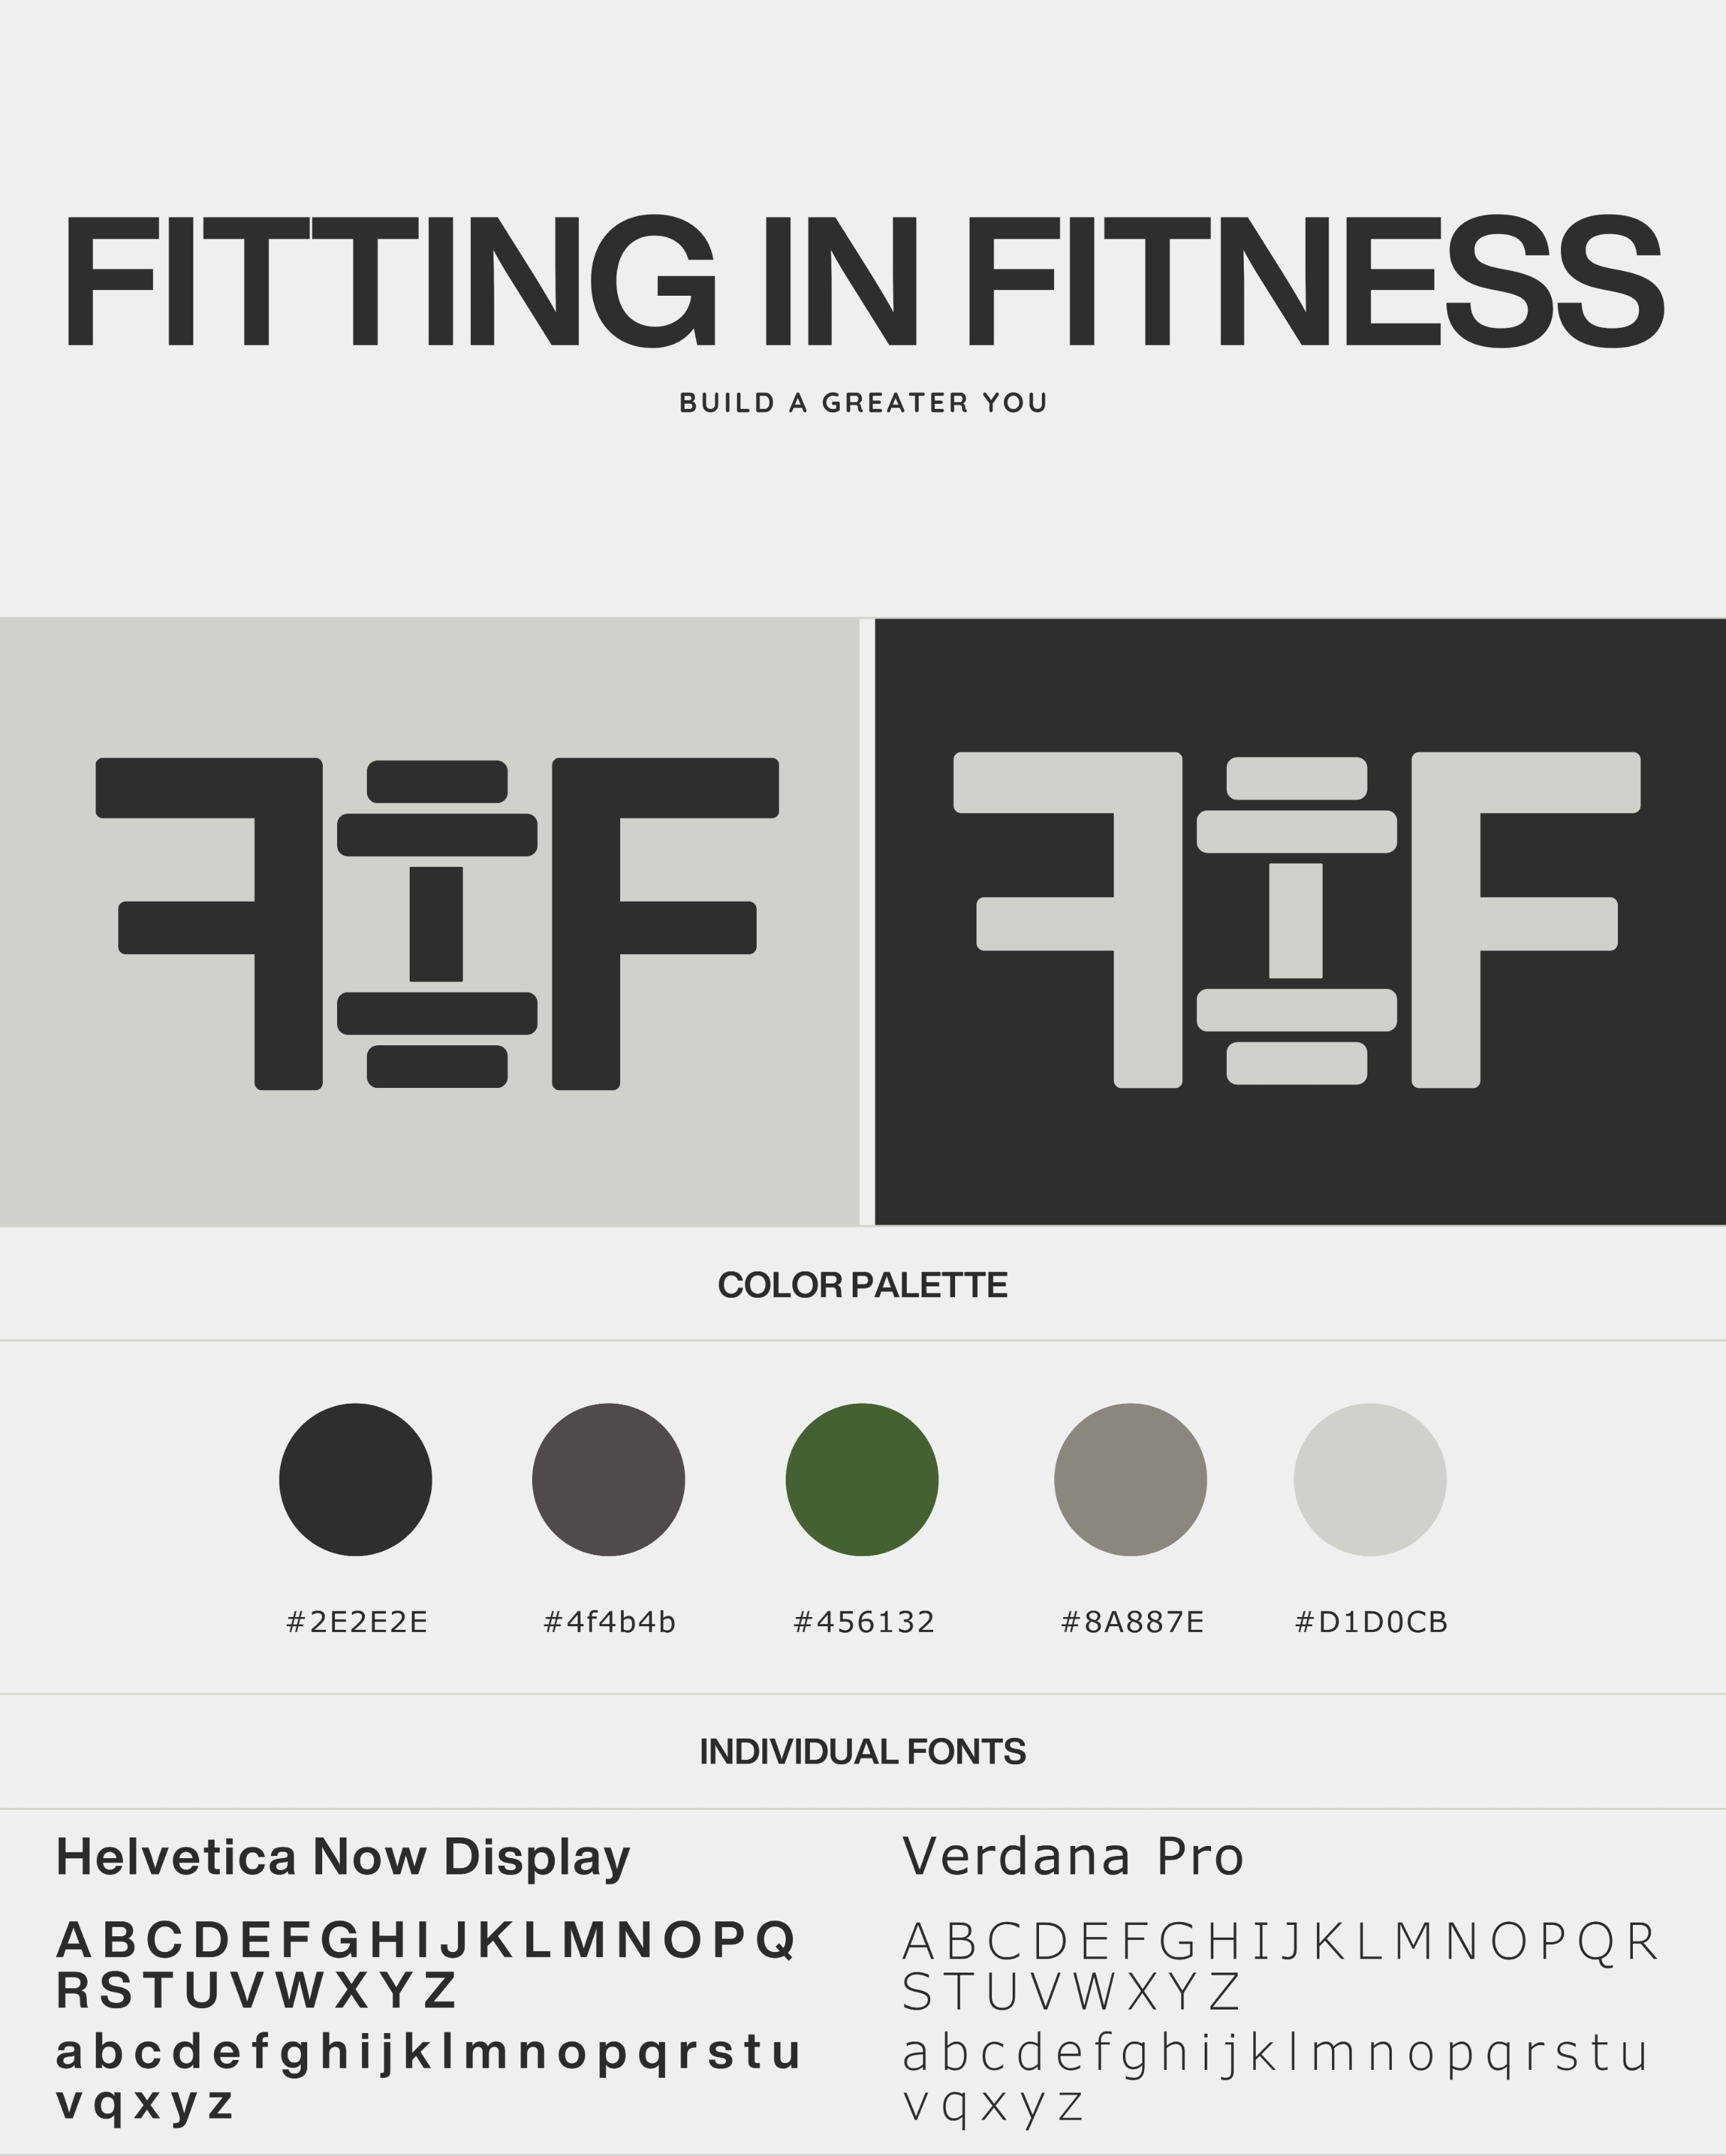 FITTING IN FITNESS
BUILD A GREATER YOU
COLOR PALETTE
#2E2E2E #4f4b4b #456132 #8A887E #D1D0CB
INDIVIDUAL FONTS
Helvetica Now Display
A B C D E F G H I J K L M N O P Q
R S T U V W X Y Z
a b c d e f g h i j k l m n o p q r s t u
v q x y z
Verdana Pro
A B C D E F G H I J K L M N O P Q R
S T U V W X Y Z
a b c d e f g h i j k l m n o p q r s t u
v q x y z